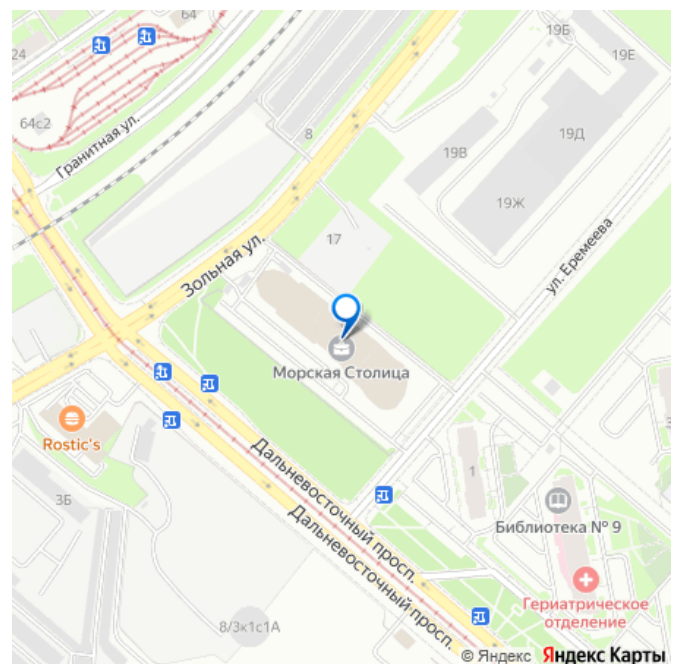 64
19Б
24
19Е
64с2
Гранитная ул.
8
19Д
19В
19Ж
17
Зольная ул.
ул. Еремеева
Морская Столица
Rostic's
Дальневосточный просп.
1
3Б
Библиотека № 9
Дальневосточный просп.
Гериатрическое
отделение
8/3к1с1А
© Яндекс Яндекс Карты